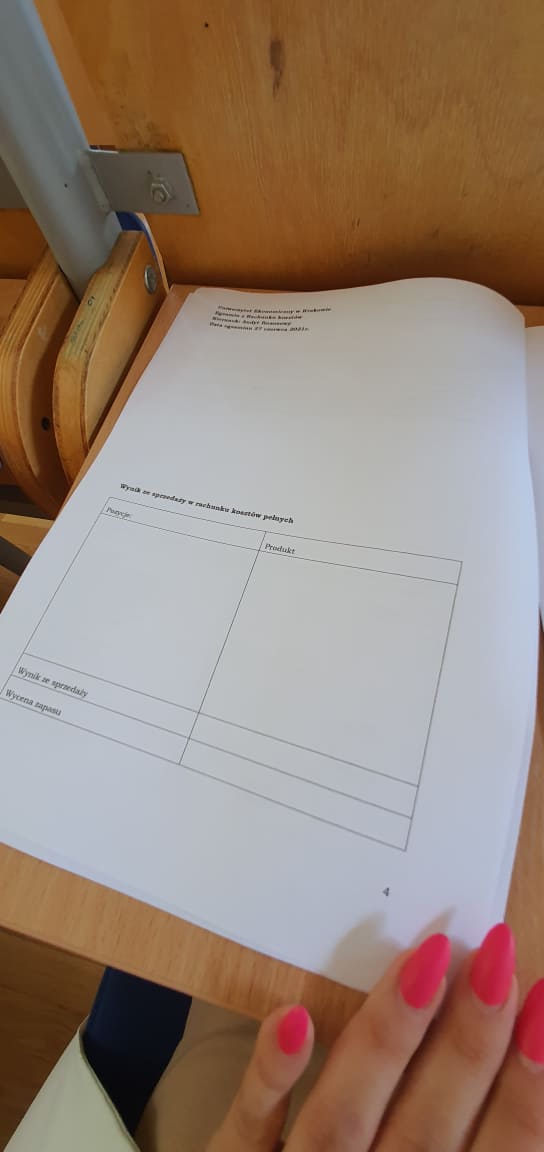 Uniwersytet Ekonomiczny w Krakowie
Egzamin z Rachunku kosztów
Kierunek: Audyt finansowy
Data egzaminu 27 czerwca 2021r.
Wynik ze sprzedaży w rachunku kosztów pełnych
Pozycje:
Produkt
Wynik ze sprzedaży
Wycena zapasu
4